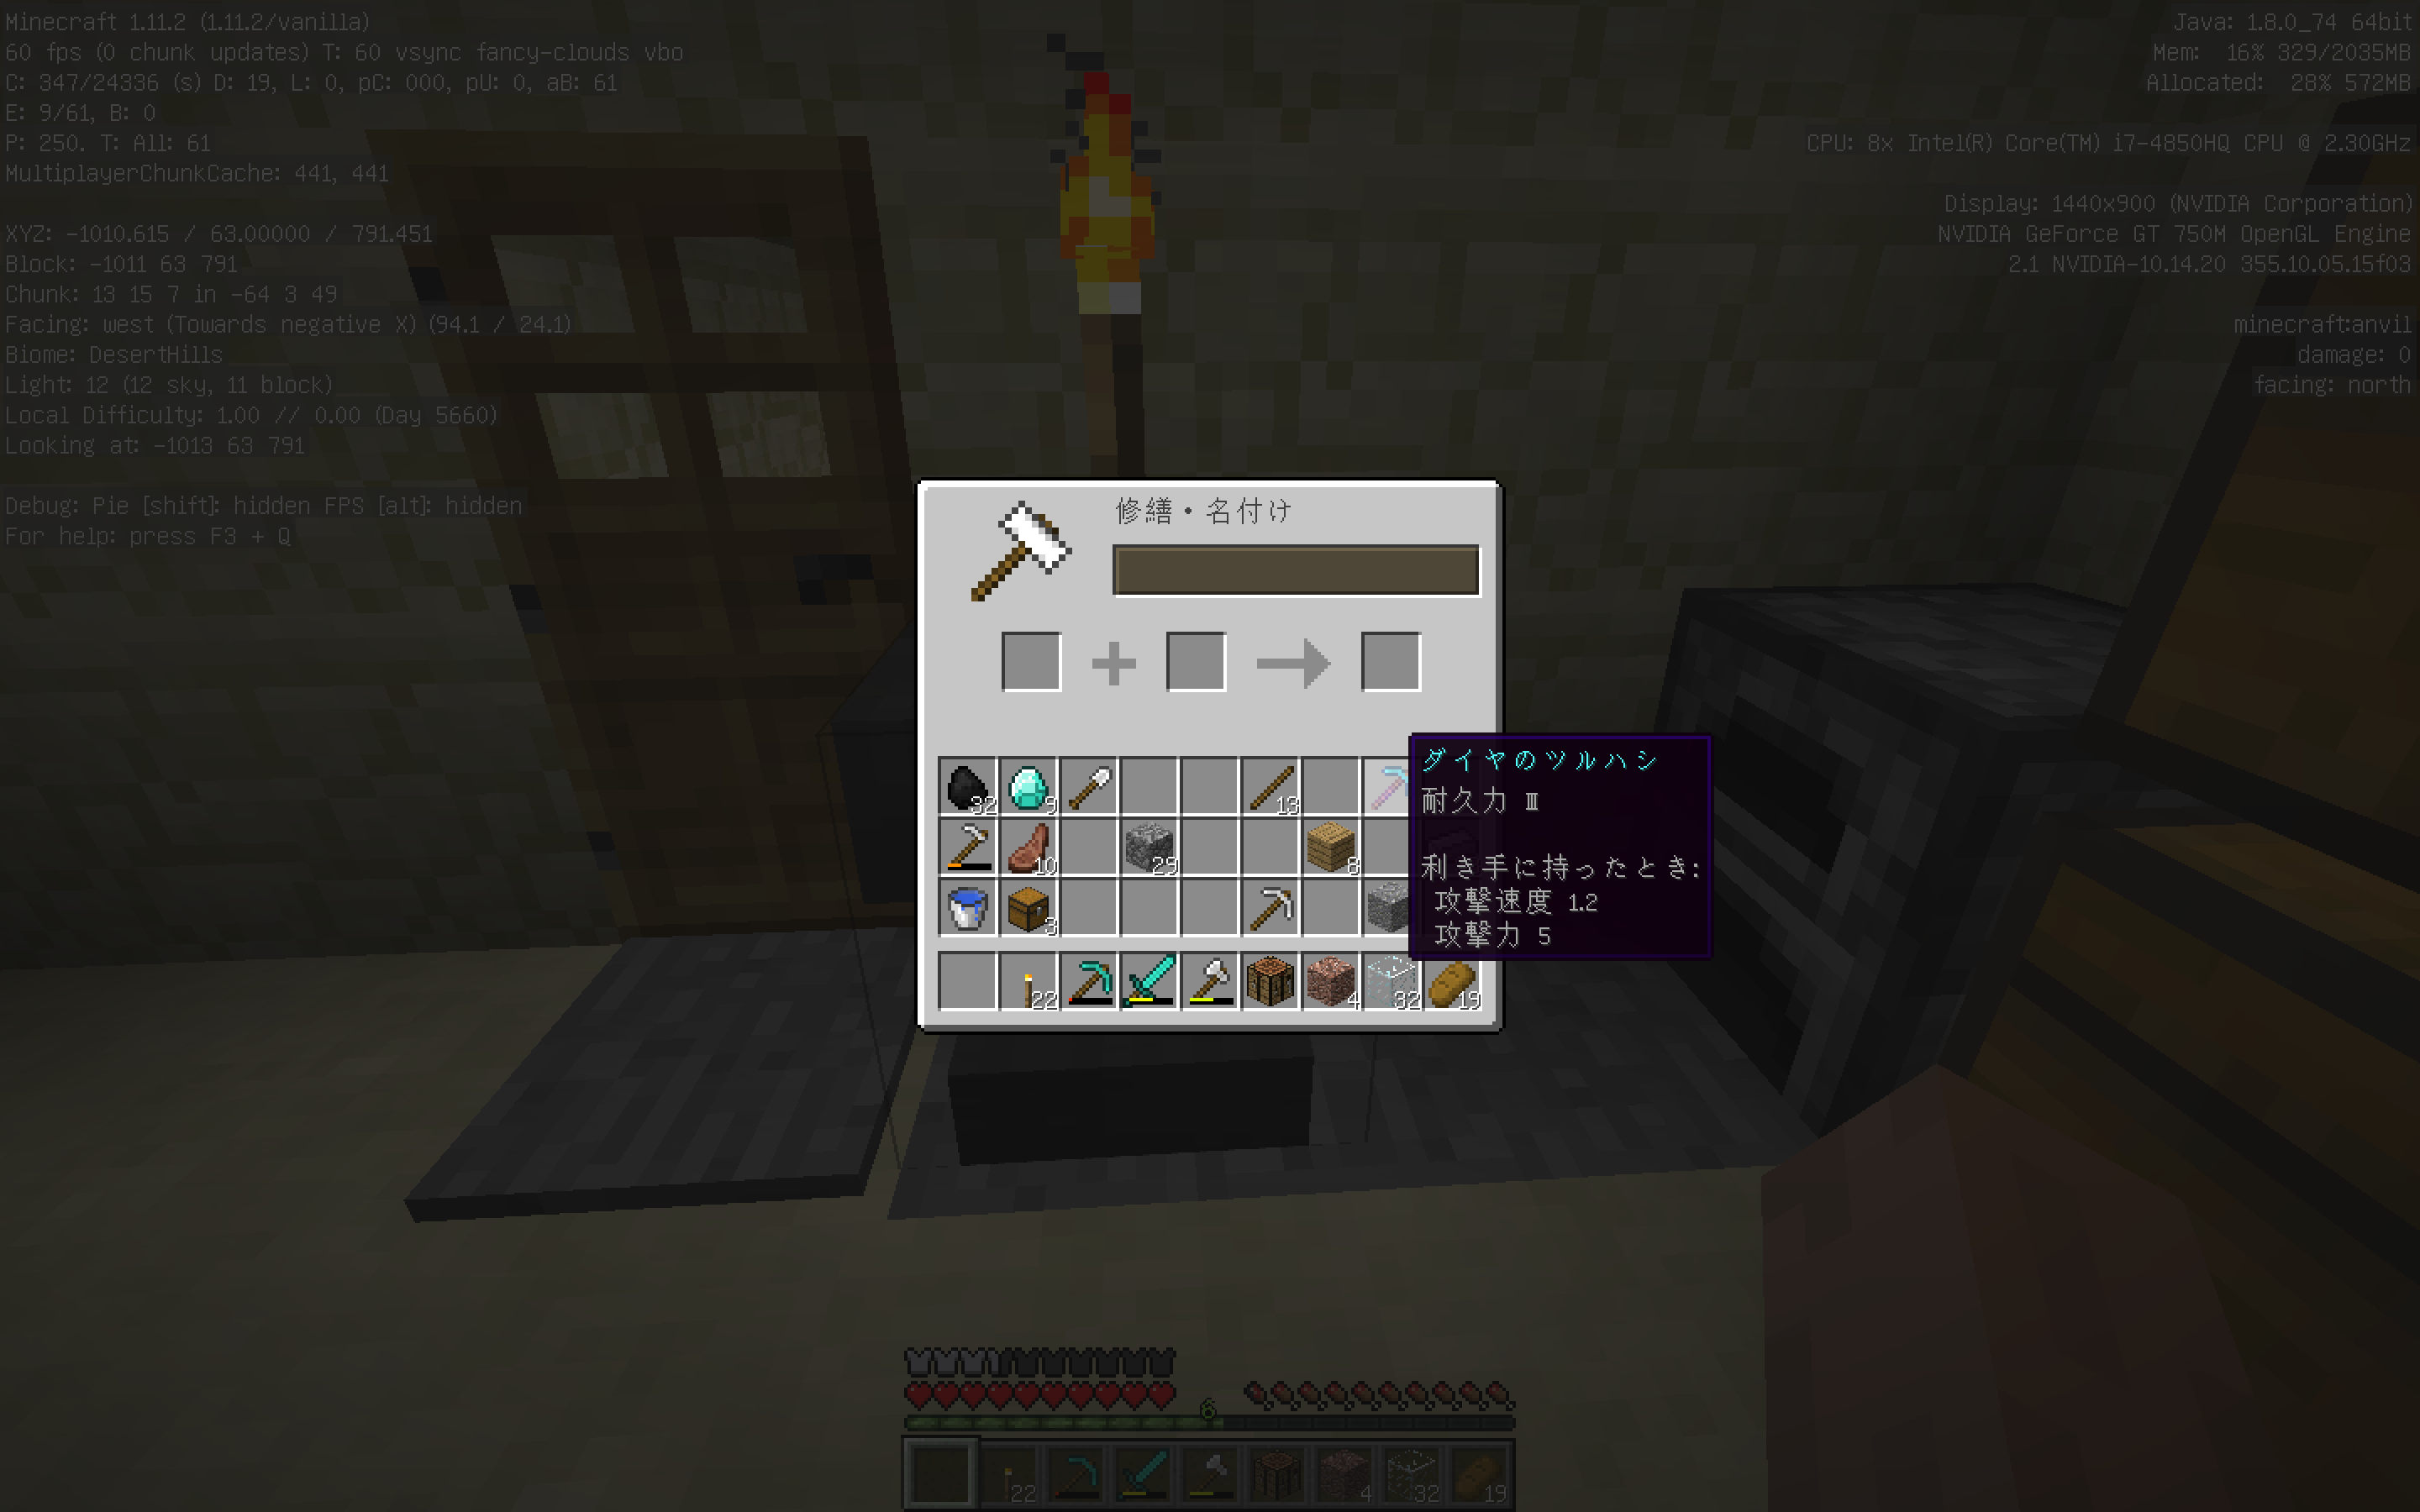 Minecraft 1.11.2 (1.11.2/vanilla)
60 fps (0 chunk updates) T: 60 vsync fancy-clouds vbo
C: 347/24336 (s) D: 19, L: 0, pC: 000, pU: 0, aB: 61
E: 9/61, B: 0
P: 250. T: All: 61
MultiplayerChunkCache: 441, 441
XYZ: -1010.615 / 63.00000 / 791.451
Block: -1011 63 791
Chunk: 13 15 7 in -64 3 49
Facing: west (Towards negative X) (94.1 / 24.1)
Biome: DesertHills
Light: 12 (12 sky, 11 block)
Local Difficulty: 1.00 // 0.00 (Day 5660)
Looking at: -1013 63 791
Debug: Pie [shift]: hidden FPS [alt]: hidden
For help: press F3 + Q
Java: 1.8.0_74 64bit
Mem: 16% 329/2035MB
Allocated: 28% 572MB
CPU: 8x Intel(R) Core(TM) i7-4850HQ CPU @ 2.30GHz
Display: 1440x900 (NVIDIA Corporation)
NVIDIA GeForce GT 750M OpenGL Engine
2.1 NVIDIA-10.14.20 355.10.05.15f03
minecraft:anvil
damage: 0
facing: north
修繕・名付け
32 9 13
10 29 8
3
22 4 32 19
ダイヤのツルハシ
耐久力 Ⅲ
利き手に持ったとき:
攻撃速度 1.2
攻撃力 5
6
22 4 32 19